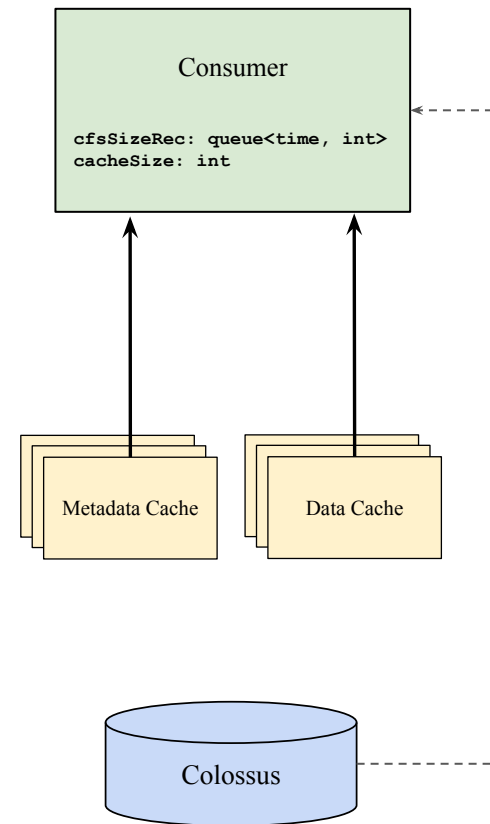 Consumer
cfsSizeRec: queue<time, int>
cacheSize: int
Metadata Cache
Data Cache
Colossus